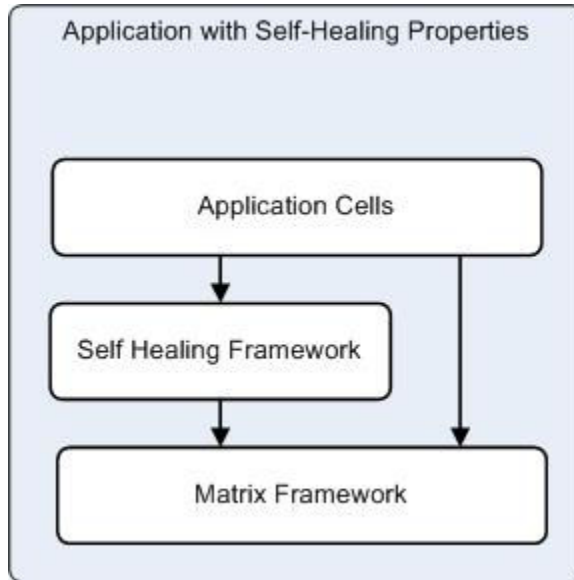 Application with Self-Healing Properties
Application Cells
Self Healing Framework
Matrix Framework